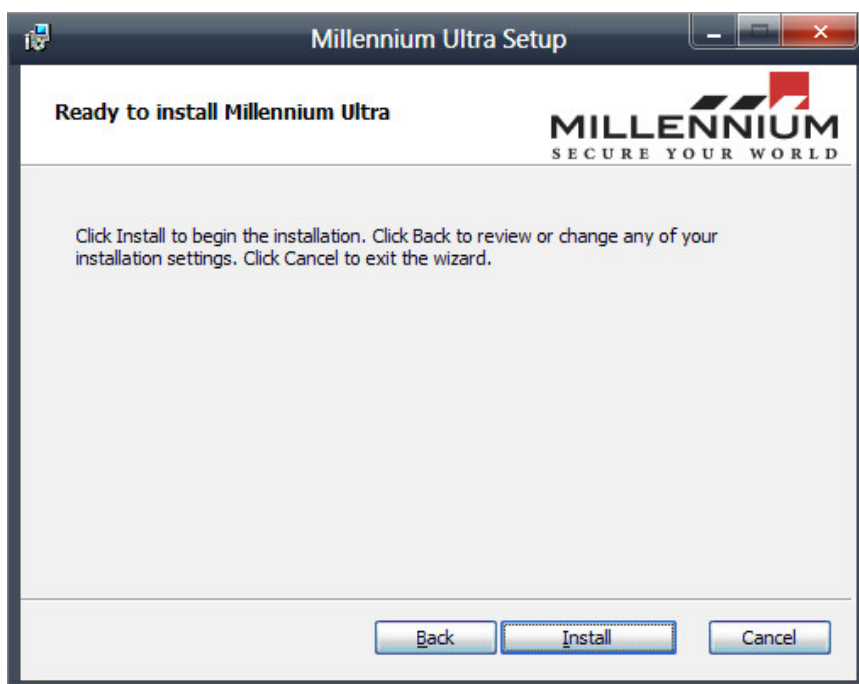 Millennium Ultra Setup
Ready to install Millennium Ultra
MILLENNIUM
SECURE YOUR WORLD
Click Install to begin the installation. Click Back to review or change any of your
installation settings. Click Cancel to exit the wizard.
Back Install Cancel